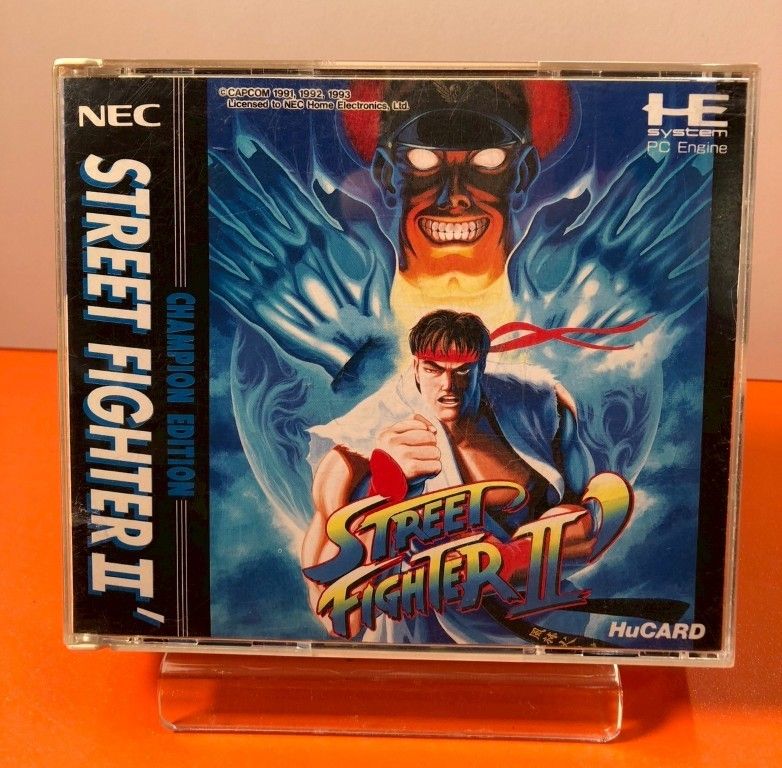 NEC
©CAPCOM 1991, 1992, 1993
Licensed to NEC Home Electronics, Ltd.
HE
system
PC Engine
STREET FIGHTER II'
CHAMPION EDITION
STREET
FIGHTER II'
HuCARD